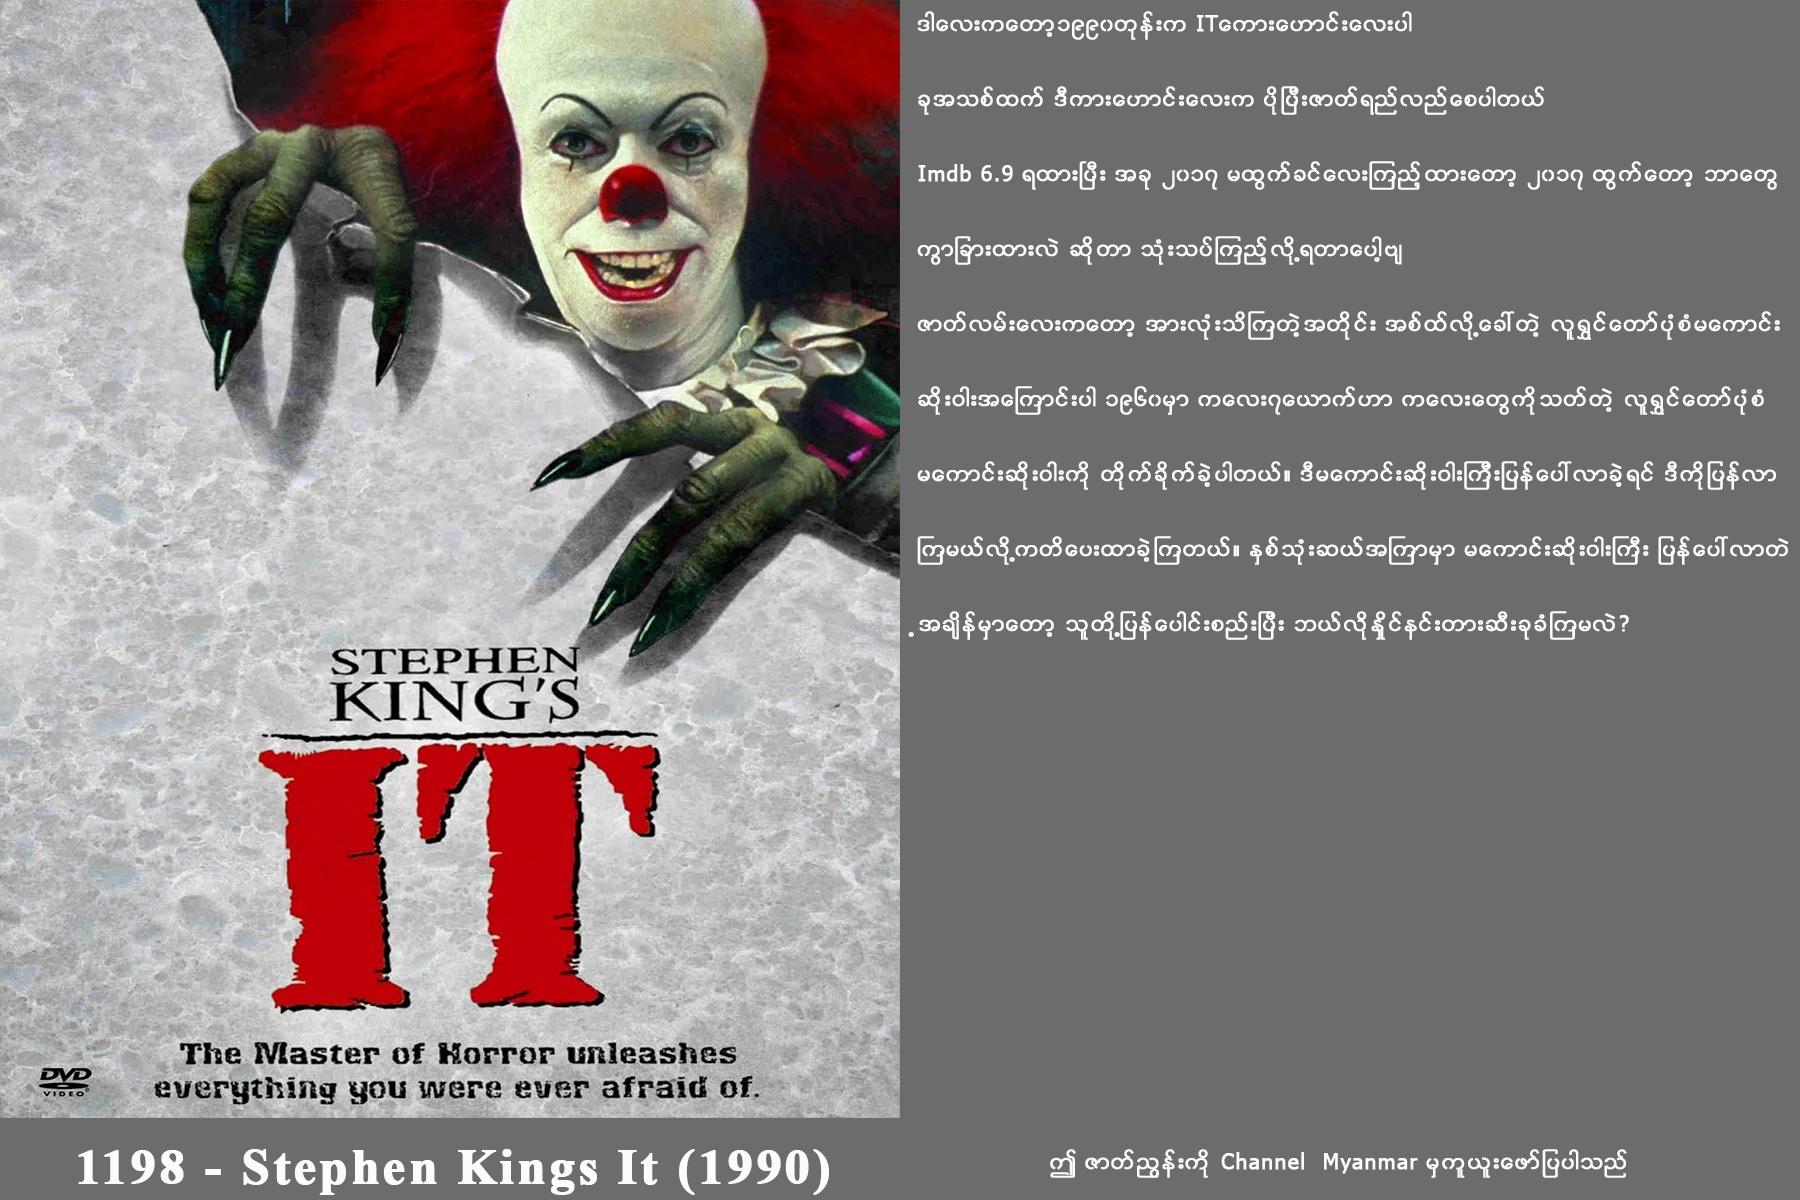 STEPHEN
KING'S
IT
The Master of Horror unleashes
everything you were ever afraid of.
DVD
VIDEO
1198 - Stephen Kings It (1990)
ဒါလေးကတော့၁၉၉၀တုန်းက ITကေားဟောင်းလေးပါ
ခုအသစ်ထက် ဒီကားဟောင်းလေးက ပိုပြီးဇာတ်ရည်လည်စေပါတယ်
Imdb 6.9 ရထားပြီး အခု ၂၀၁၇ မထွက်ခင်လေးကြည့်ထားတော့ ၂၀၁၇ ထွက်တော့ ဘာတွေ
ကွာခြားထားလဲ ဆိုတာ သုံးသပ်ကြည့်လို့ရတာပေါ့ဗျ
ဇာတ်လမ်းလေးကတော့ အားလုံးသိကြတဲ့အတိုင်း အစ်ထ်လို့ခေါ်တဲ့ လူရွှင်တော်ပုံစံမကောင်း
ဆိုးဝါးအကြောင်းပါ ၁၉၆၀မှာ ကလေး၇ယောက်ဟာ ကလေးတွေကိုသတ်တဲ့ လူရွှင်တော်ပုံစံ
မကောင်းဆိုးဝါးကို တိုက်ခိုက်ခဲ့ပါတယ်။ ဒီမကောင်းဆိုးဝါးကြီးပြန်ပေါ်လာခဲ့ရင် ဒီကိုပြန်လာ
ကြမယ်လို့ကတိပေးထာခဲ့ကြတယ်။ နှစ်သုံးဆယ်အကြာမှာ မကောင်းဆိုးဝါးကြီး ပြန်ပေါ်လာတဲ
့အချိန်မှာတော့ သူတို့ပြန်ပေါင်းစည်းပြီး ဘယ်လိုနှိုင်နင်းတားဆီးခုခံကြမလဲ?
ဤ ဇာတ်ညွှန်းကို Channel Myanmar မှကူယူးဖော်ပြပါသည်